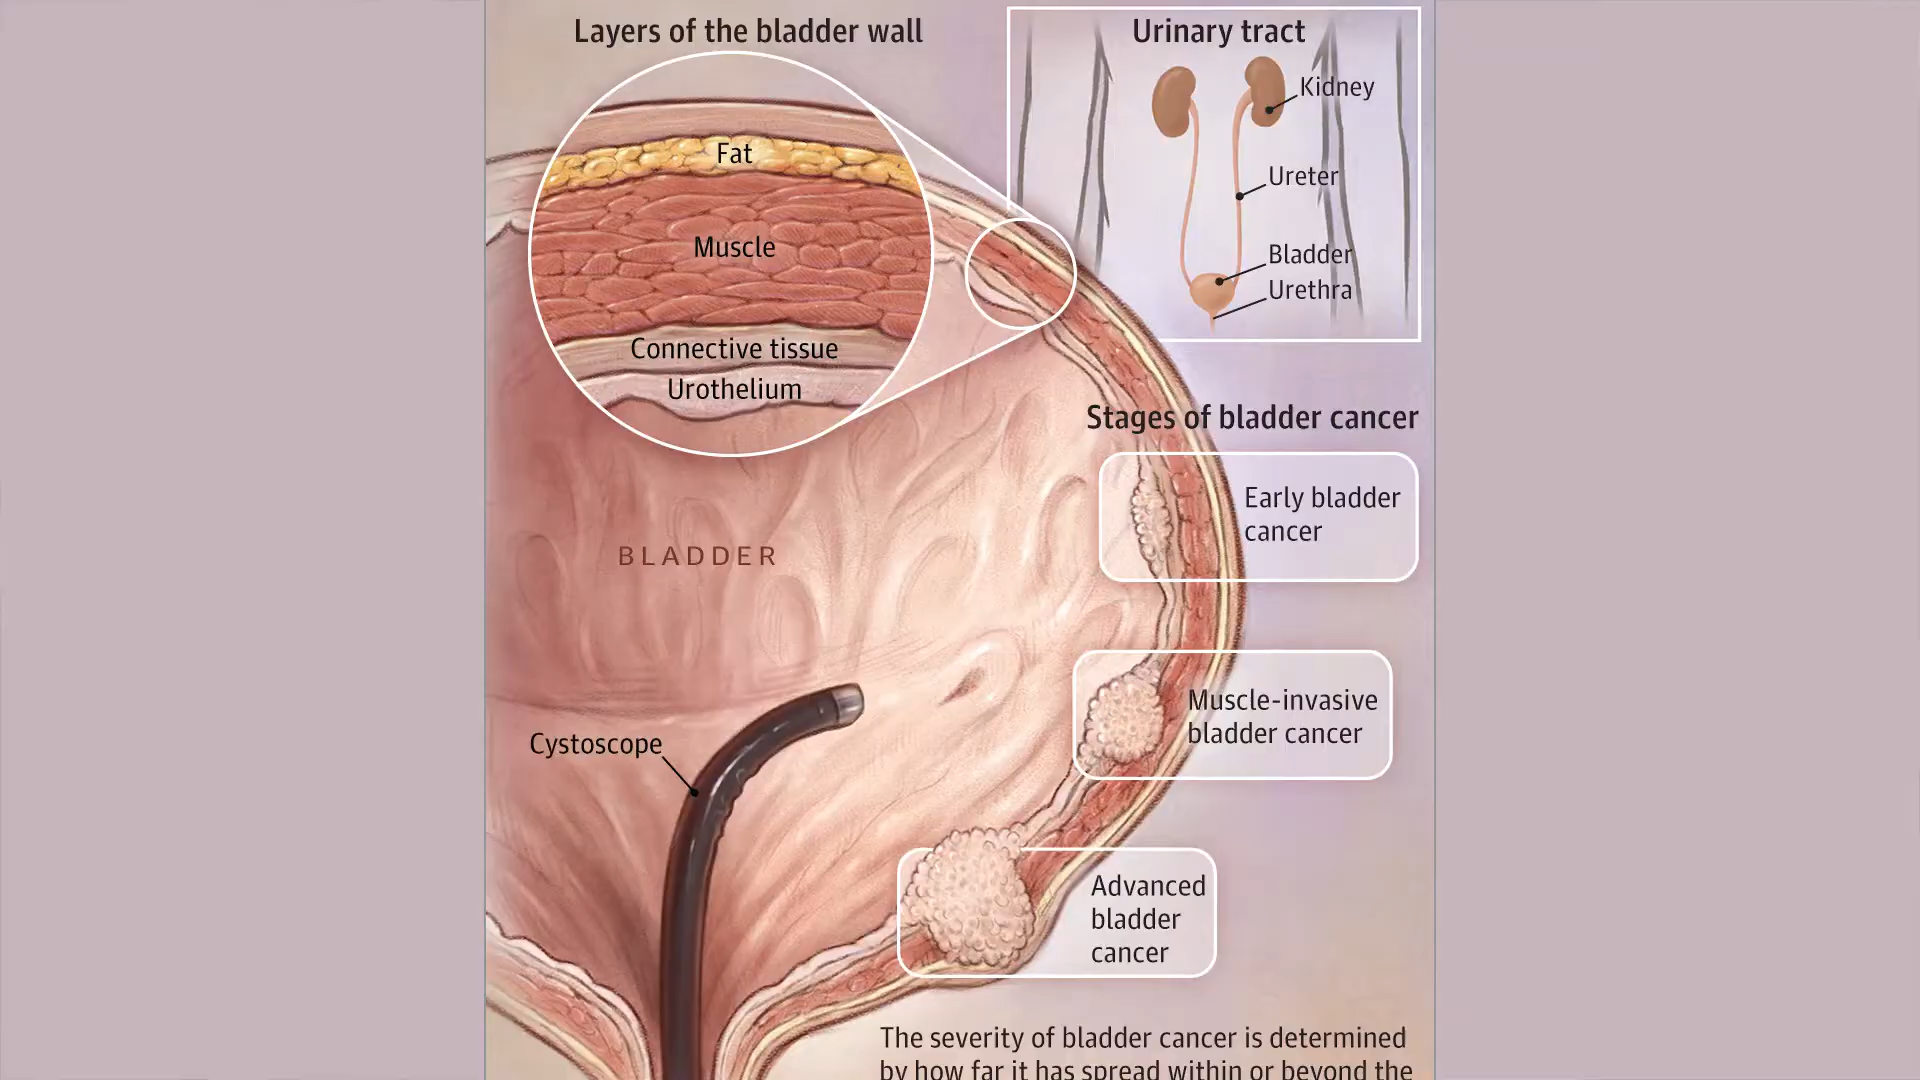 Layers of the bladder wall
Fat
Muscle
Connective tissue
Urothelium
Urinary tract
Kidney
Ureter
Bladder
Urethra
Stages of bladder cancer
Early bladder
cancer
BLADDER
Muscle-invasive
bladder cancer
Cystoscope
Advanced
bladder
cancer
The severity of bladder cancer is determined
by how far it has spread within or beyond the